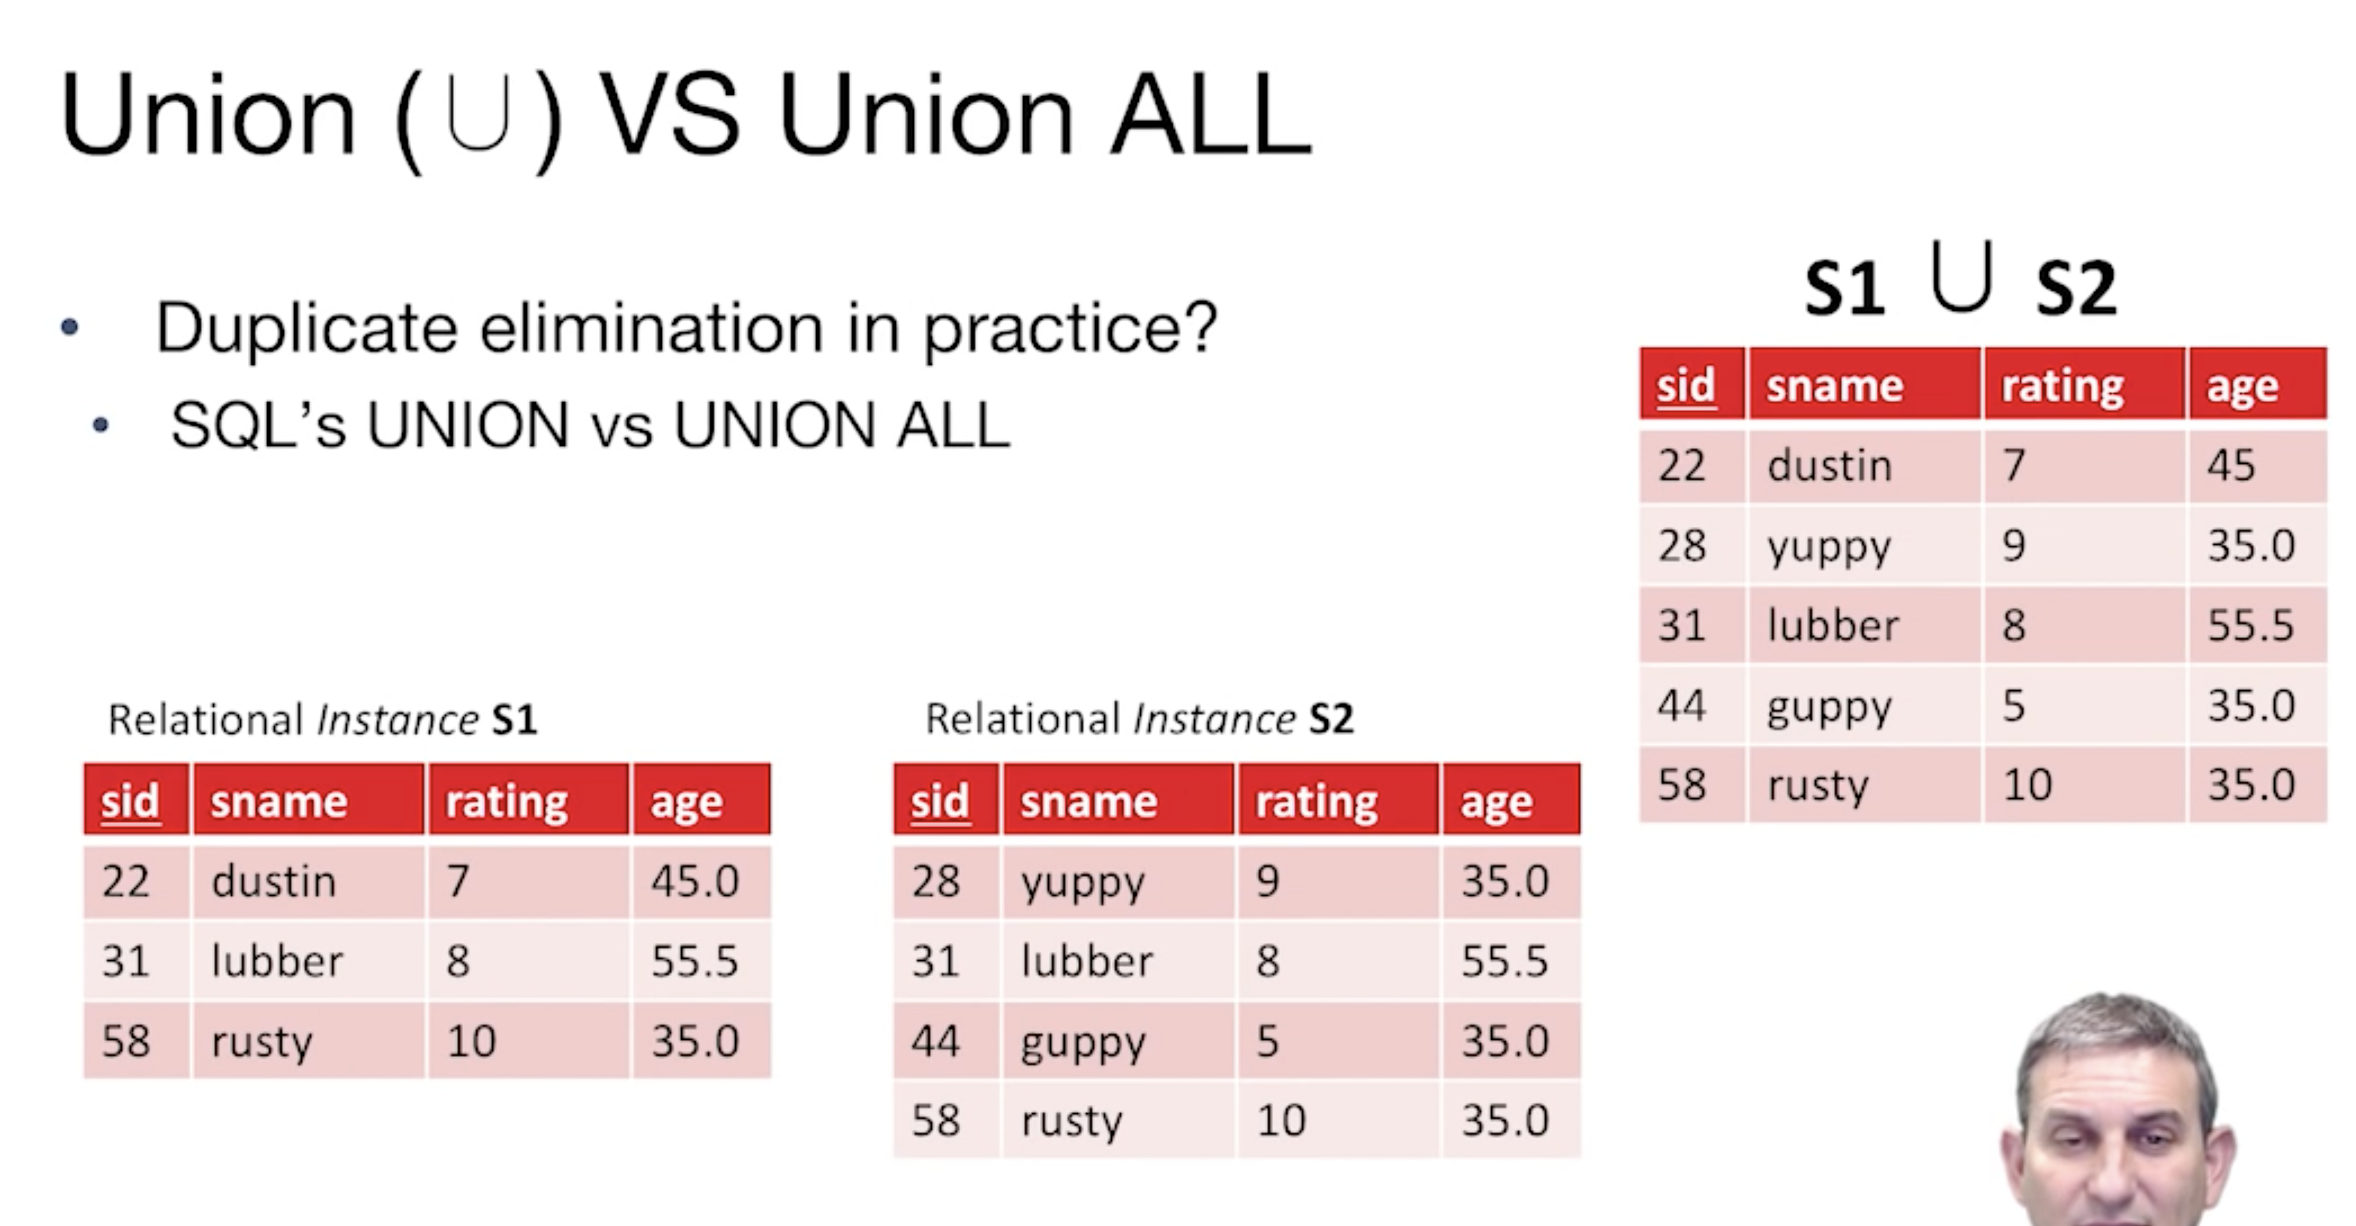 Union (∪) VS Union ALL
• Duplicate elimination in practice?
• SQL’s UNION vs UNION ALL
S1 ∪ S2
sid sname rating age
22 dustin 7 45
28 yuppy 9 35.0
31 lubber 8 55.5
44 guppy 5 35.0
58 rusty 10 35.0
Relational Instance S1
sid sname rating age
22 dustin 7 45.0
31 lubber 8 55.5
58 rusty 10 35.0
Relational Instance S2
sid sname rating age
28 yuppy 9 35.0
31 lubber 8 55.5
44 guppy 5 35.0
58 rusty 10 35.0